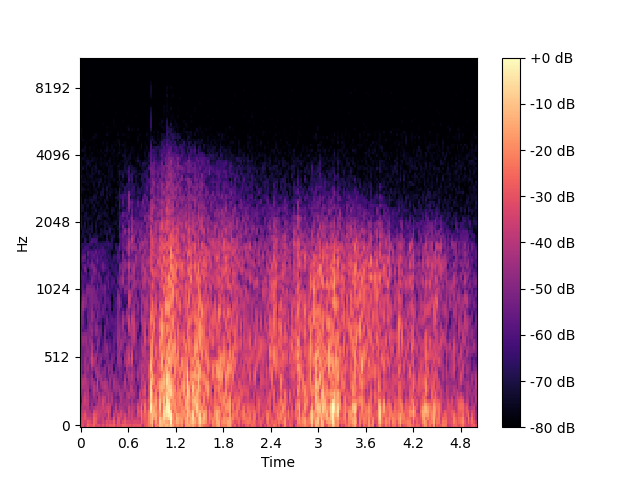 8192
4096
2048
1024
512
0
Hz
0 0.6 1.2 1.8 2.4 3 3.6 4.2 4.8
Time
+0 dB
-10 dB
-20 dB
-30 dB
-40 dB
-50 dB
-60 dB
-70 dB
-80 dB